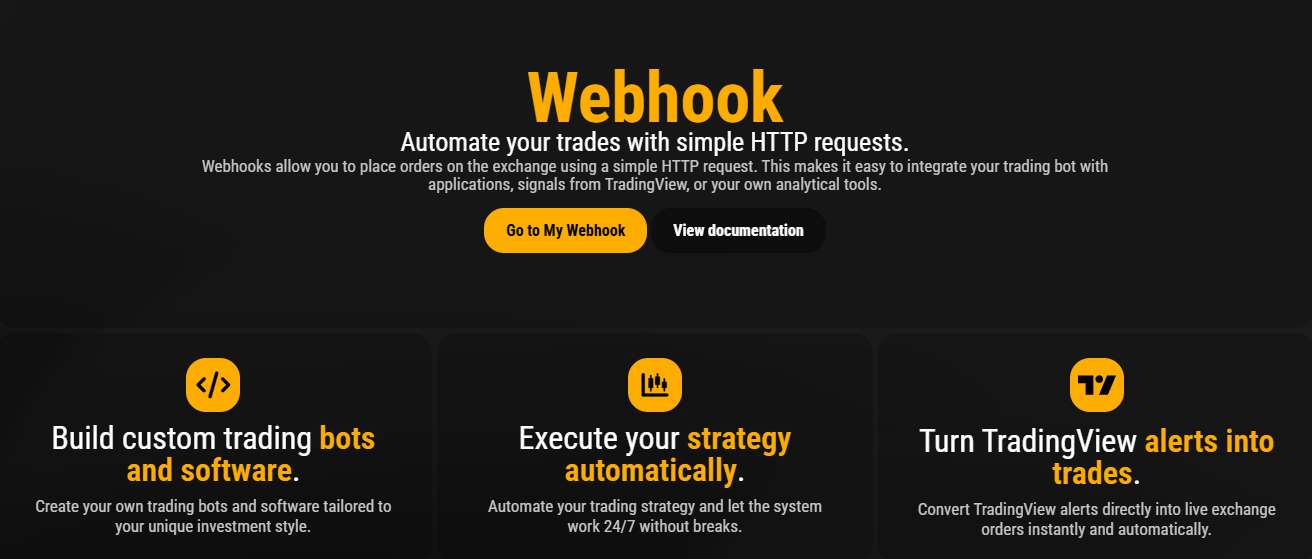 Webhook
Automate your trades with simple HTTP requests.
Webhooks allow you to place orders on the exchange using a simple HTTP request. This makes it easy to integrate your trading bot with
applications, signals from TradingView, or your own analytical tools.
Go to My Webhook
View documentation
Build custom trading bots
and software.
Create your own trading bots and software tailored to
your unique investment style.
Execute your strategy
automatically.
Automate your trading strategy and let the system
work 24/7 without breaks.
Turn TradingView alerts into
trades.
Convert TradingView alerts directly into live exchange
orders instantly and automatically.